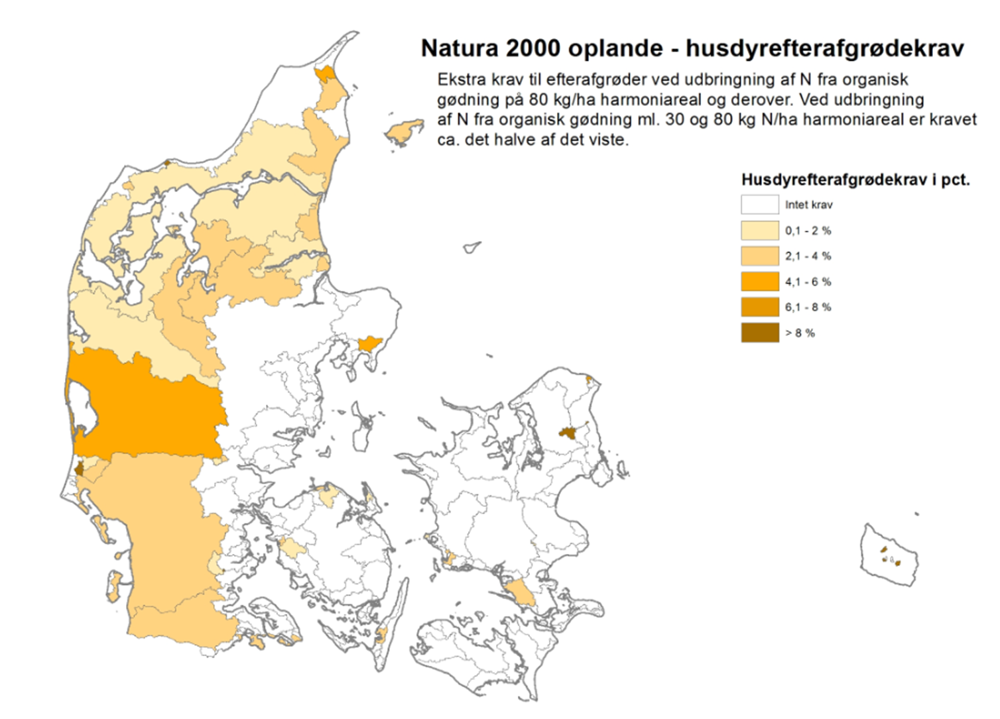 Natura 2000 oplande - husdyrefterafgrødekrav
Ekstra krav til efterafgrøder ved udbringning af N fra organisk
gødning på 80 kg/ha harmoniareal og derover. Ved udbringning
af N fra organisk gødning ml. 30 og 80 kg N/ha harmoniareal er kravet
ca. det halve af det viste.
Husdyrefterafgrødekrav i pct.
Intet krav
0,1 - 2 %
2,1 - 4 %
4,1 - 6 %
6,1 - 8 %
> 8 %